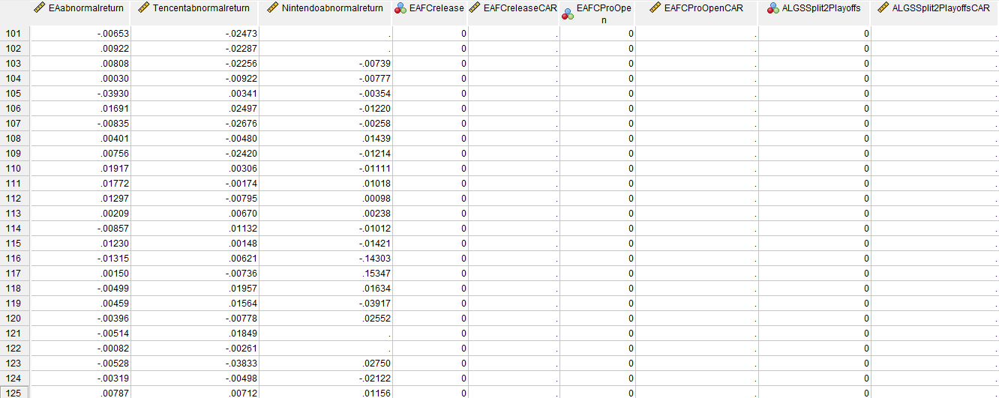 EAabnormalreturn Tencentabnormalreturn Nintendoabnormalreturn EAFCrelease EAFCreleaseCAR EAFCProOpen EAFCProOpenCAR ALGSSplit2Playoffs ALGSSplit2PlayoffsCAR
101 -.00653 -.02473 . 0 . 0 . 0 .
102 .00922 -.02287 . 0 . 0 . 0 .
103 .00808 -.02256 -.00739 0 . 0 . 0 .
104 .00030 -.00922 -.00777 0 . 0 . 0 .
105 -.03930 .00341 -.00354 0 . 0 . 0 .
106 .01691 .02497 -.01220 0 . 0 . 0 .
107 -.00835 -.02676 -.00258 0 . 0 . 0 .
108 .00401 -.00480 .01439 0 . 0 . 0 .
109 .00756 -.02420 -.01214 0 . 0 . 0 .
110 .01917 .00306 -.01111 0 . 0 . 0 .
111 .01772 -.00174 .01018 0 . 0 . 0 .
112 .01297 -.00795 .00098 0 . 0 . 0 .
113 .00209 .00670 .00238 0 . 0 . 0 .
114 -.00857 .01132 -.01012 0 . 0 . 0 .
115 .01230 .00148 -.01421 0 . 0 . 0 .
116 -.01315 .00621 -.14303 0 . 0 . 0 .
117 .00150 -.00736 .15347 0 . 0 . 0 .
118 -.00499 .01957 .01634 0 . 0 . 0 .
119 .00459 .01564 -.03917 0 . 0 . 0 .
120 -.00396 -.00778 .02552 0 . 0 . 0 .
121 -.00514 .01849 . 0 . 0 . 0 .
122 -.00082 -.00261 . 0 . 0 . 0 .
123 -.00528 -.03833 .02750 0 . 0 . 0 .
124 -.00319 -.00498 -.02122 0 . 0 . 0 .
125 .00787 .00712 .01156 0 . 0 . 0 .